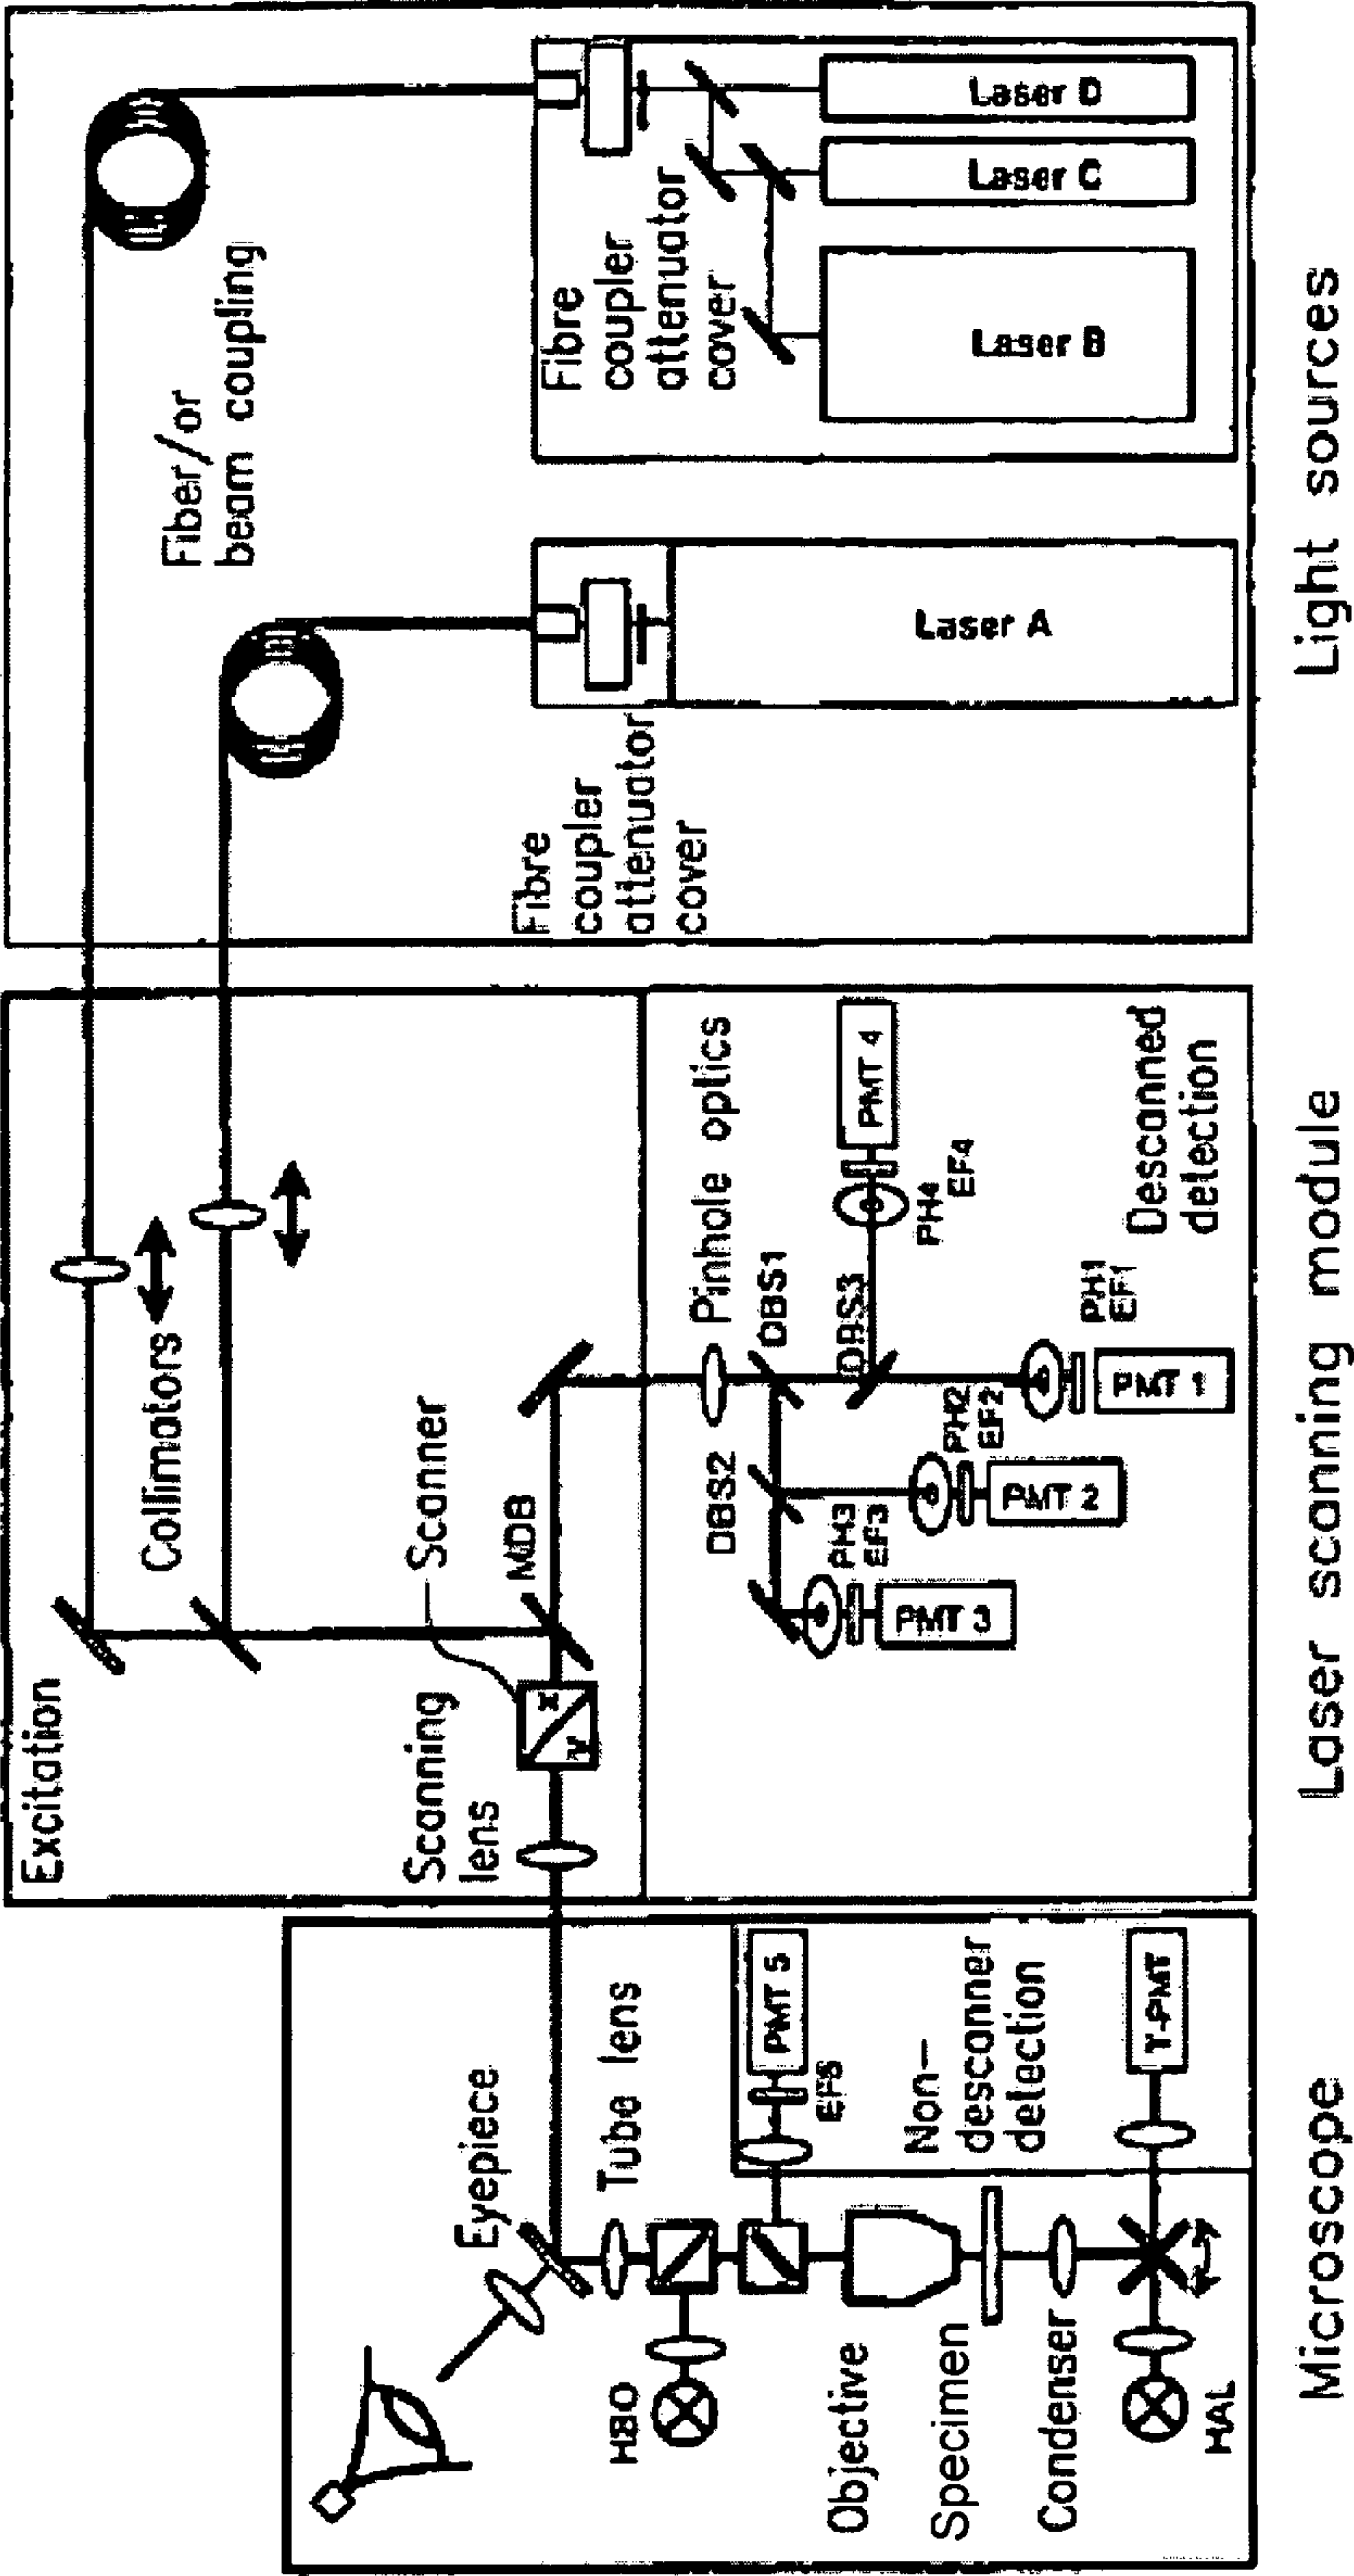 Excitation
Collimators
Scanner
Scanning
lens
MDB
Fiber/or
beam coupling
Fibre
coupler
attenuator
cover
Laser A
Fibre
coupler
attenuator
cover
Laser B
Laser C
Laser D
Light sources
Pinhole optics
DBS1
DBS2
DBS3
PMT 4
PH4
EF4
PH1
EF1
PMT 1
PH2
EF2
PMT 2
PH3
EF3
PMT 3
Descanned
detection
Laser scanning module
x
y
Eyepiece
Tube lens
HBO
PMT 5
EF5
Non-
descanner
detection
Objective
Specimen
Condenser
T-PMT
HAL
Microscope